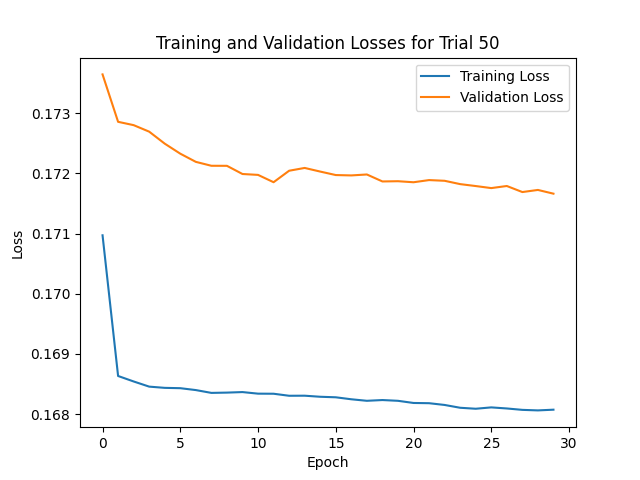 Training and Validation Losses for Trial 50
Training Loss
Validation Loss
0.173
0.172
0.171
0.170
0.169
0.168
Loss
0
5
10
15
20
25
30
Epoch